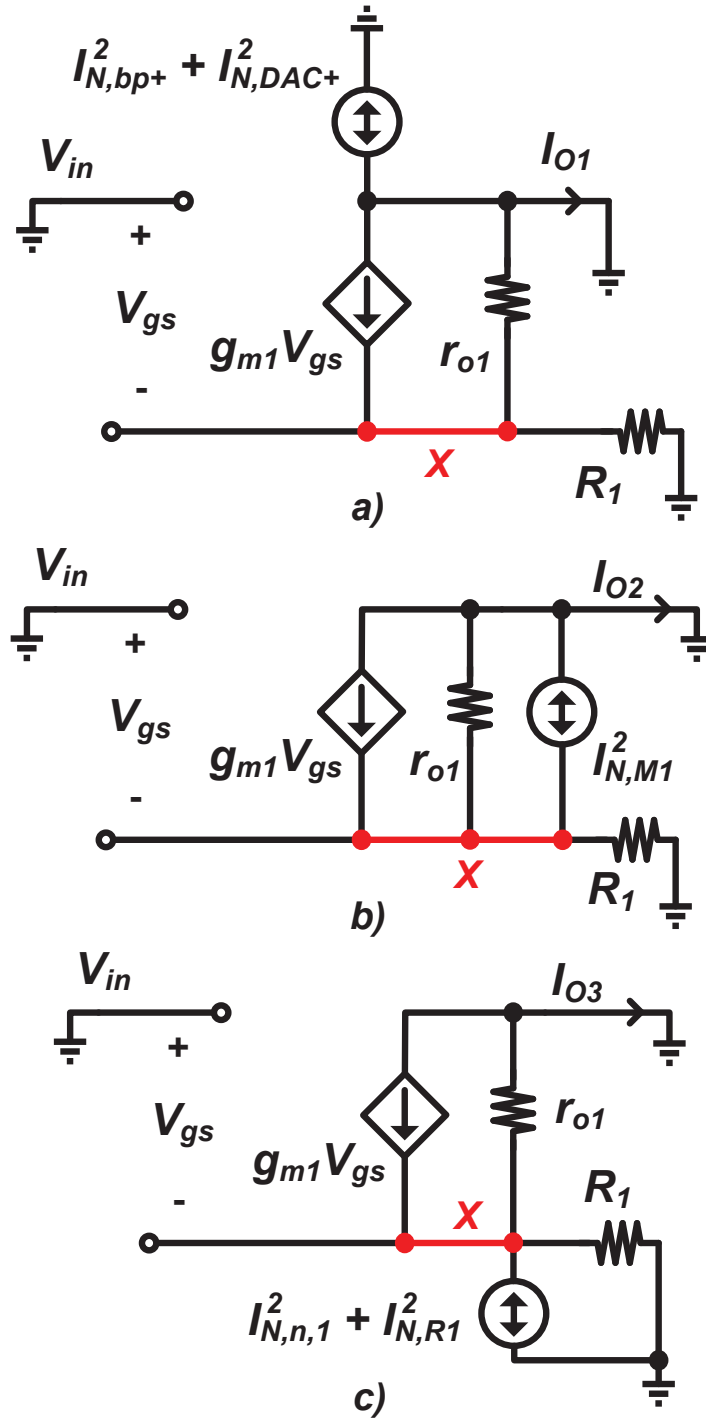 I²N,bp+ + I²N,DAC+
Vin
IO1
+
Vgs
gm1Vgs
ro1
-
X
R1
a)
Vin
IO2
+
Vgs
gm1Vgs
ro1
I²N,M1
-
X
R1
b)
Vin
IO3
+
Vgs
gm1Vgs
ro1
-
X
R1
I²N,n,1 + I²N,R1
c)